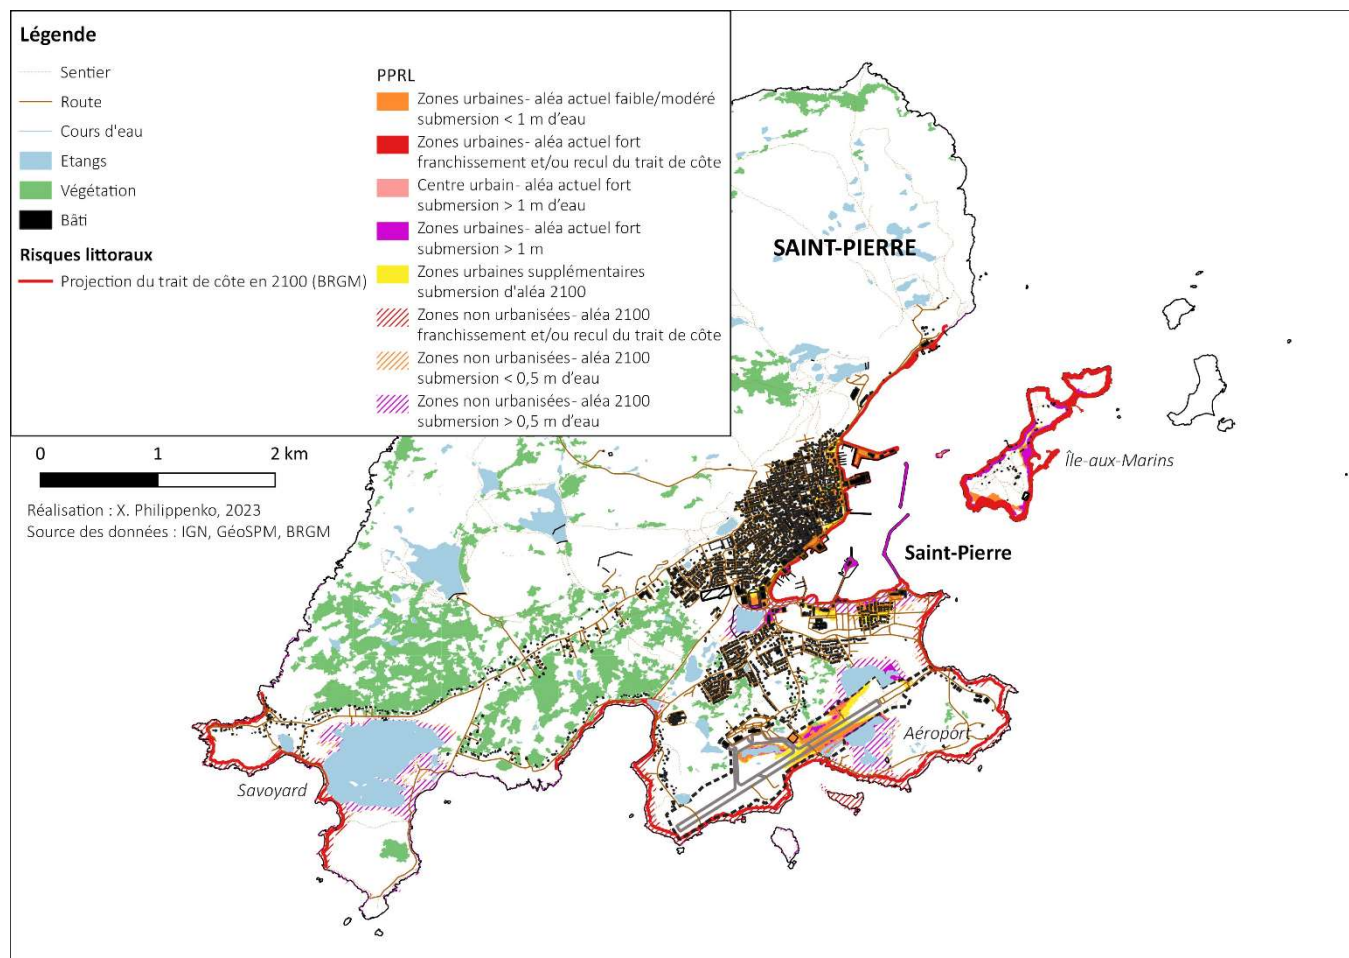 Légende
Sentier
Route
Cours d'eau
Etangs
Végétation
Bâti
Risques littoraux
Projection du trait de côte en 2100 (BRGM)
PPRL
Zones urbaines- aléa actuel faible/modéré
submersion < 1 m d’eau
Zones urbaines- aléa actuel fort
franchissement et/ou recul du trait de côte
Centre urbain- aléa actuel fort
submersion > 1 m d’eau
Zones urbaines- aléa actuel fort
submersion > 1 m
Zones urbaines supplémentaires
submersion d'aléa 2100
Zones non urbanisées- aléa 2100
franchissement et/ou recul du trait de côte
Zones non urbanisées- aléa 2100
submersion < 0,5 m d’eau
Zones non urbanisées- aléa 2100
submersion > 0,5 m d’eau
0 1 2 km
Réalisation : X. Philippenko, 2023
Source des données : IGN, GéoSPM, BRGM
SAINT-PIERRE
Île-aux-Marins
Saint-Pierre
Aéroport
Savoyard